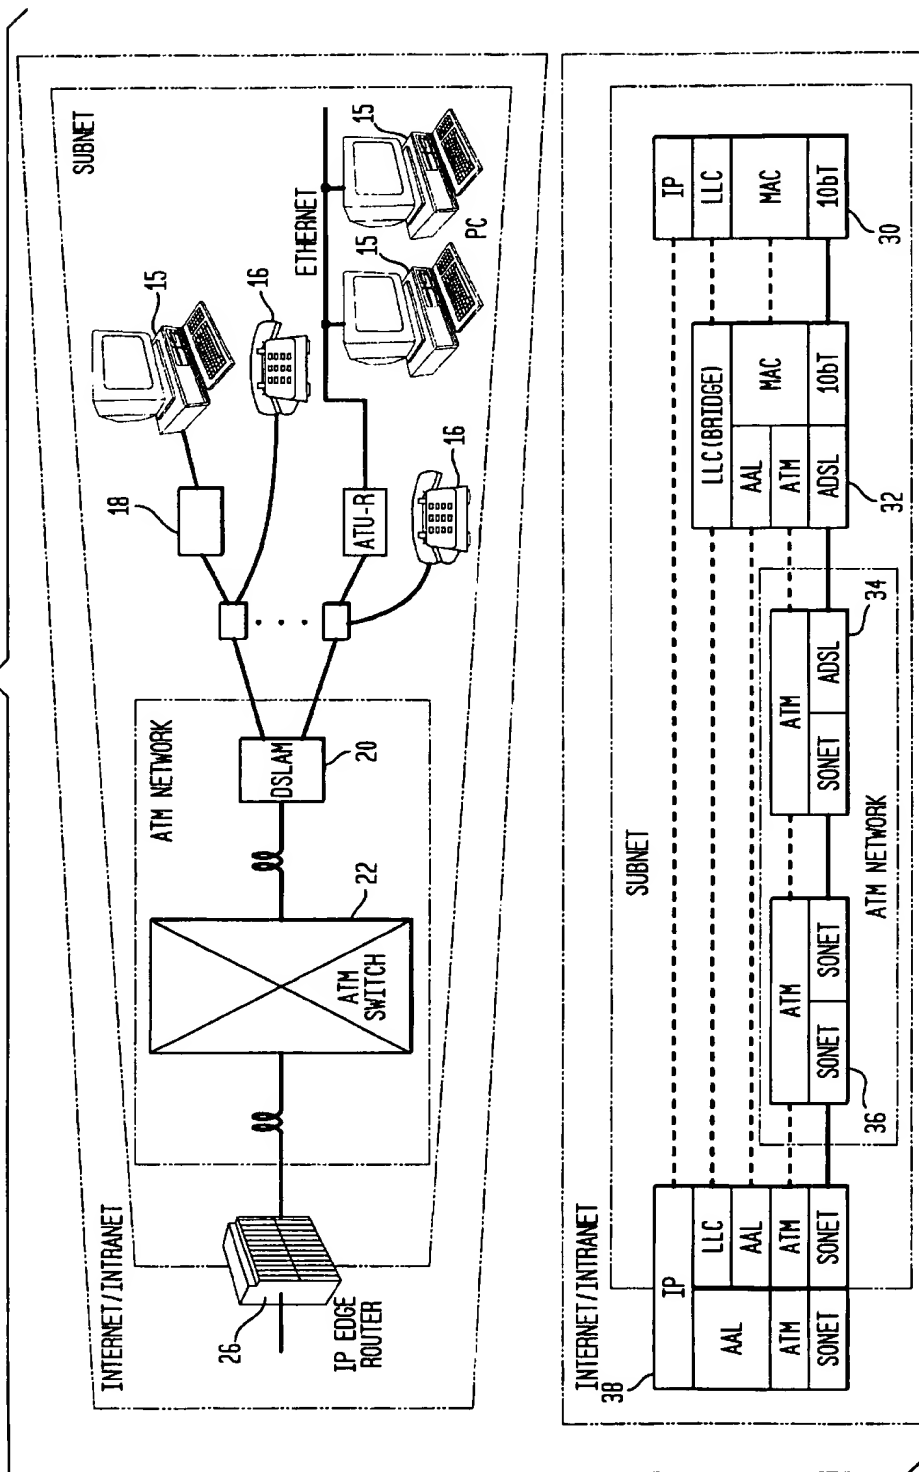 INTERNET/INTRANET
SUBNET
ATM NETWORK
26
IP EDGE
ROUTER
ATM
SWITCH
22
DSLAM
20
18
15
16
ATU-R
16
ETHERNET
15
15
PC
INTERNET/INTRANET
SUBNET
38
IP
AAL
ATM
SONET
LLC
AAL
ATM
SONET
ATM
SONET
SONET
36
ATM
SONET
ADSL
34
ATM NETWORK
LLC(BRIDGE)
AAL
ATM
ADSL
MAC
10bT
32
IP
LLC
MAC
10bT
30